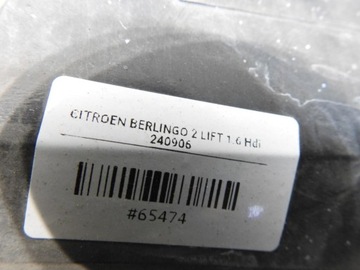 CITROEN BERLINGO 2 LIFT 1.6 Hdi
240906
#65474